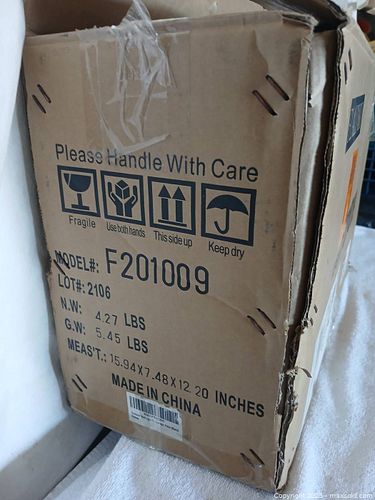 Please Handle With Care
Fragile
Use both hands
This side up
Keep dry
MODEL#: F201009
LOT#: 2106
N.W: 4.27 LBS
G.W: 5.45 LBS
MEAS'T.: 15.94X7.48X12.20 INCHES
MADE IN CHINA